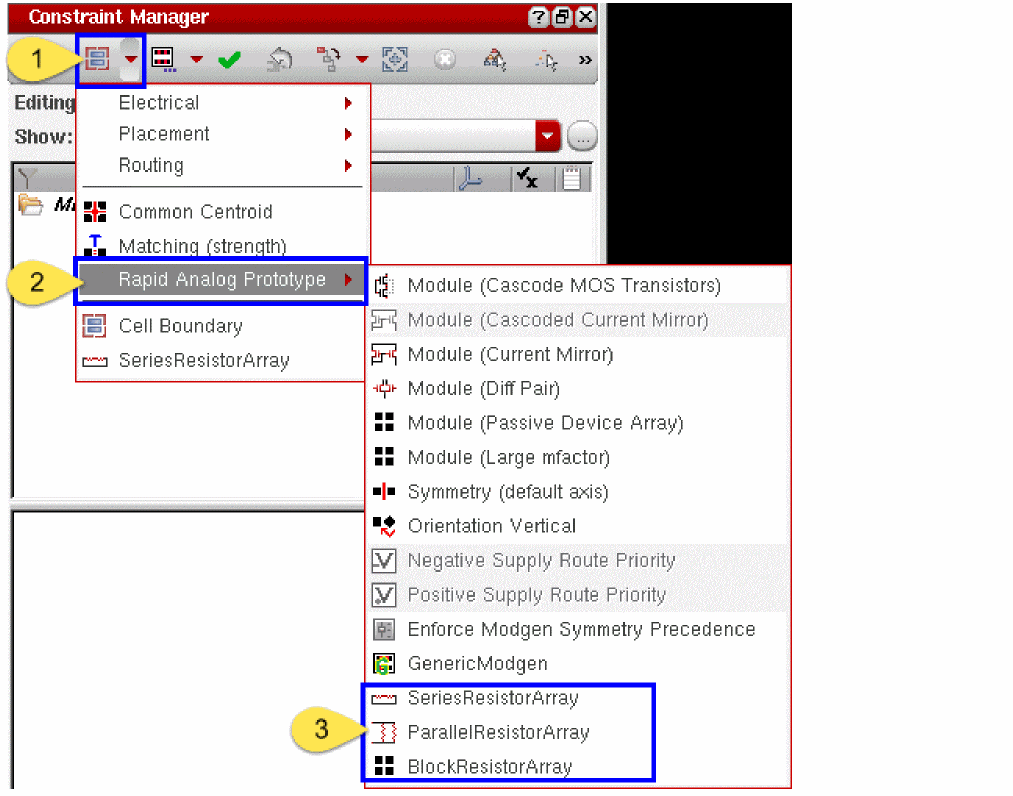 Constraint Manager
?
1
»
Editing
Show:
...
Electrical
Placement
Routing
Common Centroid
Matching (strength)
2
Rapid Analog Prototype
Cell Boundary
SeriesResistorArray
Module (Cascode MOS Transistors)
Module (Cascoded Current Mirror)
Module (Current Mirror)
Module (Diff Pair)
Module (Passive Device Array)
Module (Large mfactor)
Symmetry (default axis)
Orientation Vertical
Negative Supply Route Priority
Positive Supply Route Priority
Enforce Modgen Symmetry Precedence
GenericModgen
3
SeriesResistorArray
ParallelResistorArray
BlockResistorArray